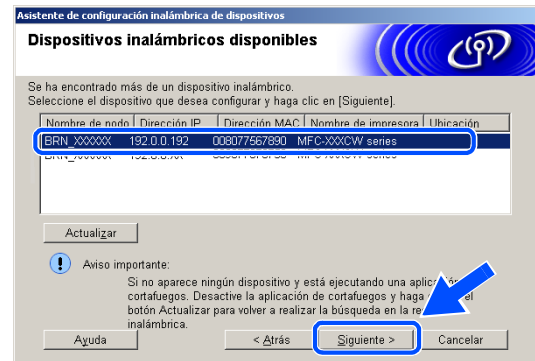 Asistente de configuración inalámbrica de dispositivos
Dispositivos inalámbricos disponibles
Se ha encontrado más de un dispositivo inalámbrico.
Seleccione el dispositivo que desea configurar y haga clic en [Siguiente].
Nombre de nodo Dirección IP Dirección MAC Nombre de impresora Ubicación
BRN_XXXXXX 192.0.0.192 008077567890 MFC-XXXCW series
Actualizar
Aviso importante:
Si no aparece ningún dispositivo y está ejecutando una
cortafuegos. Desactive la aplicación de cortafuegos y haga el
botón Actualizar para volver a realizar la búsqueda en la
inalámbrica.
Ayuda < Atrás Siguiente > Cancelar